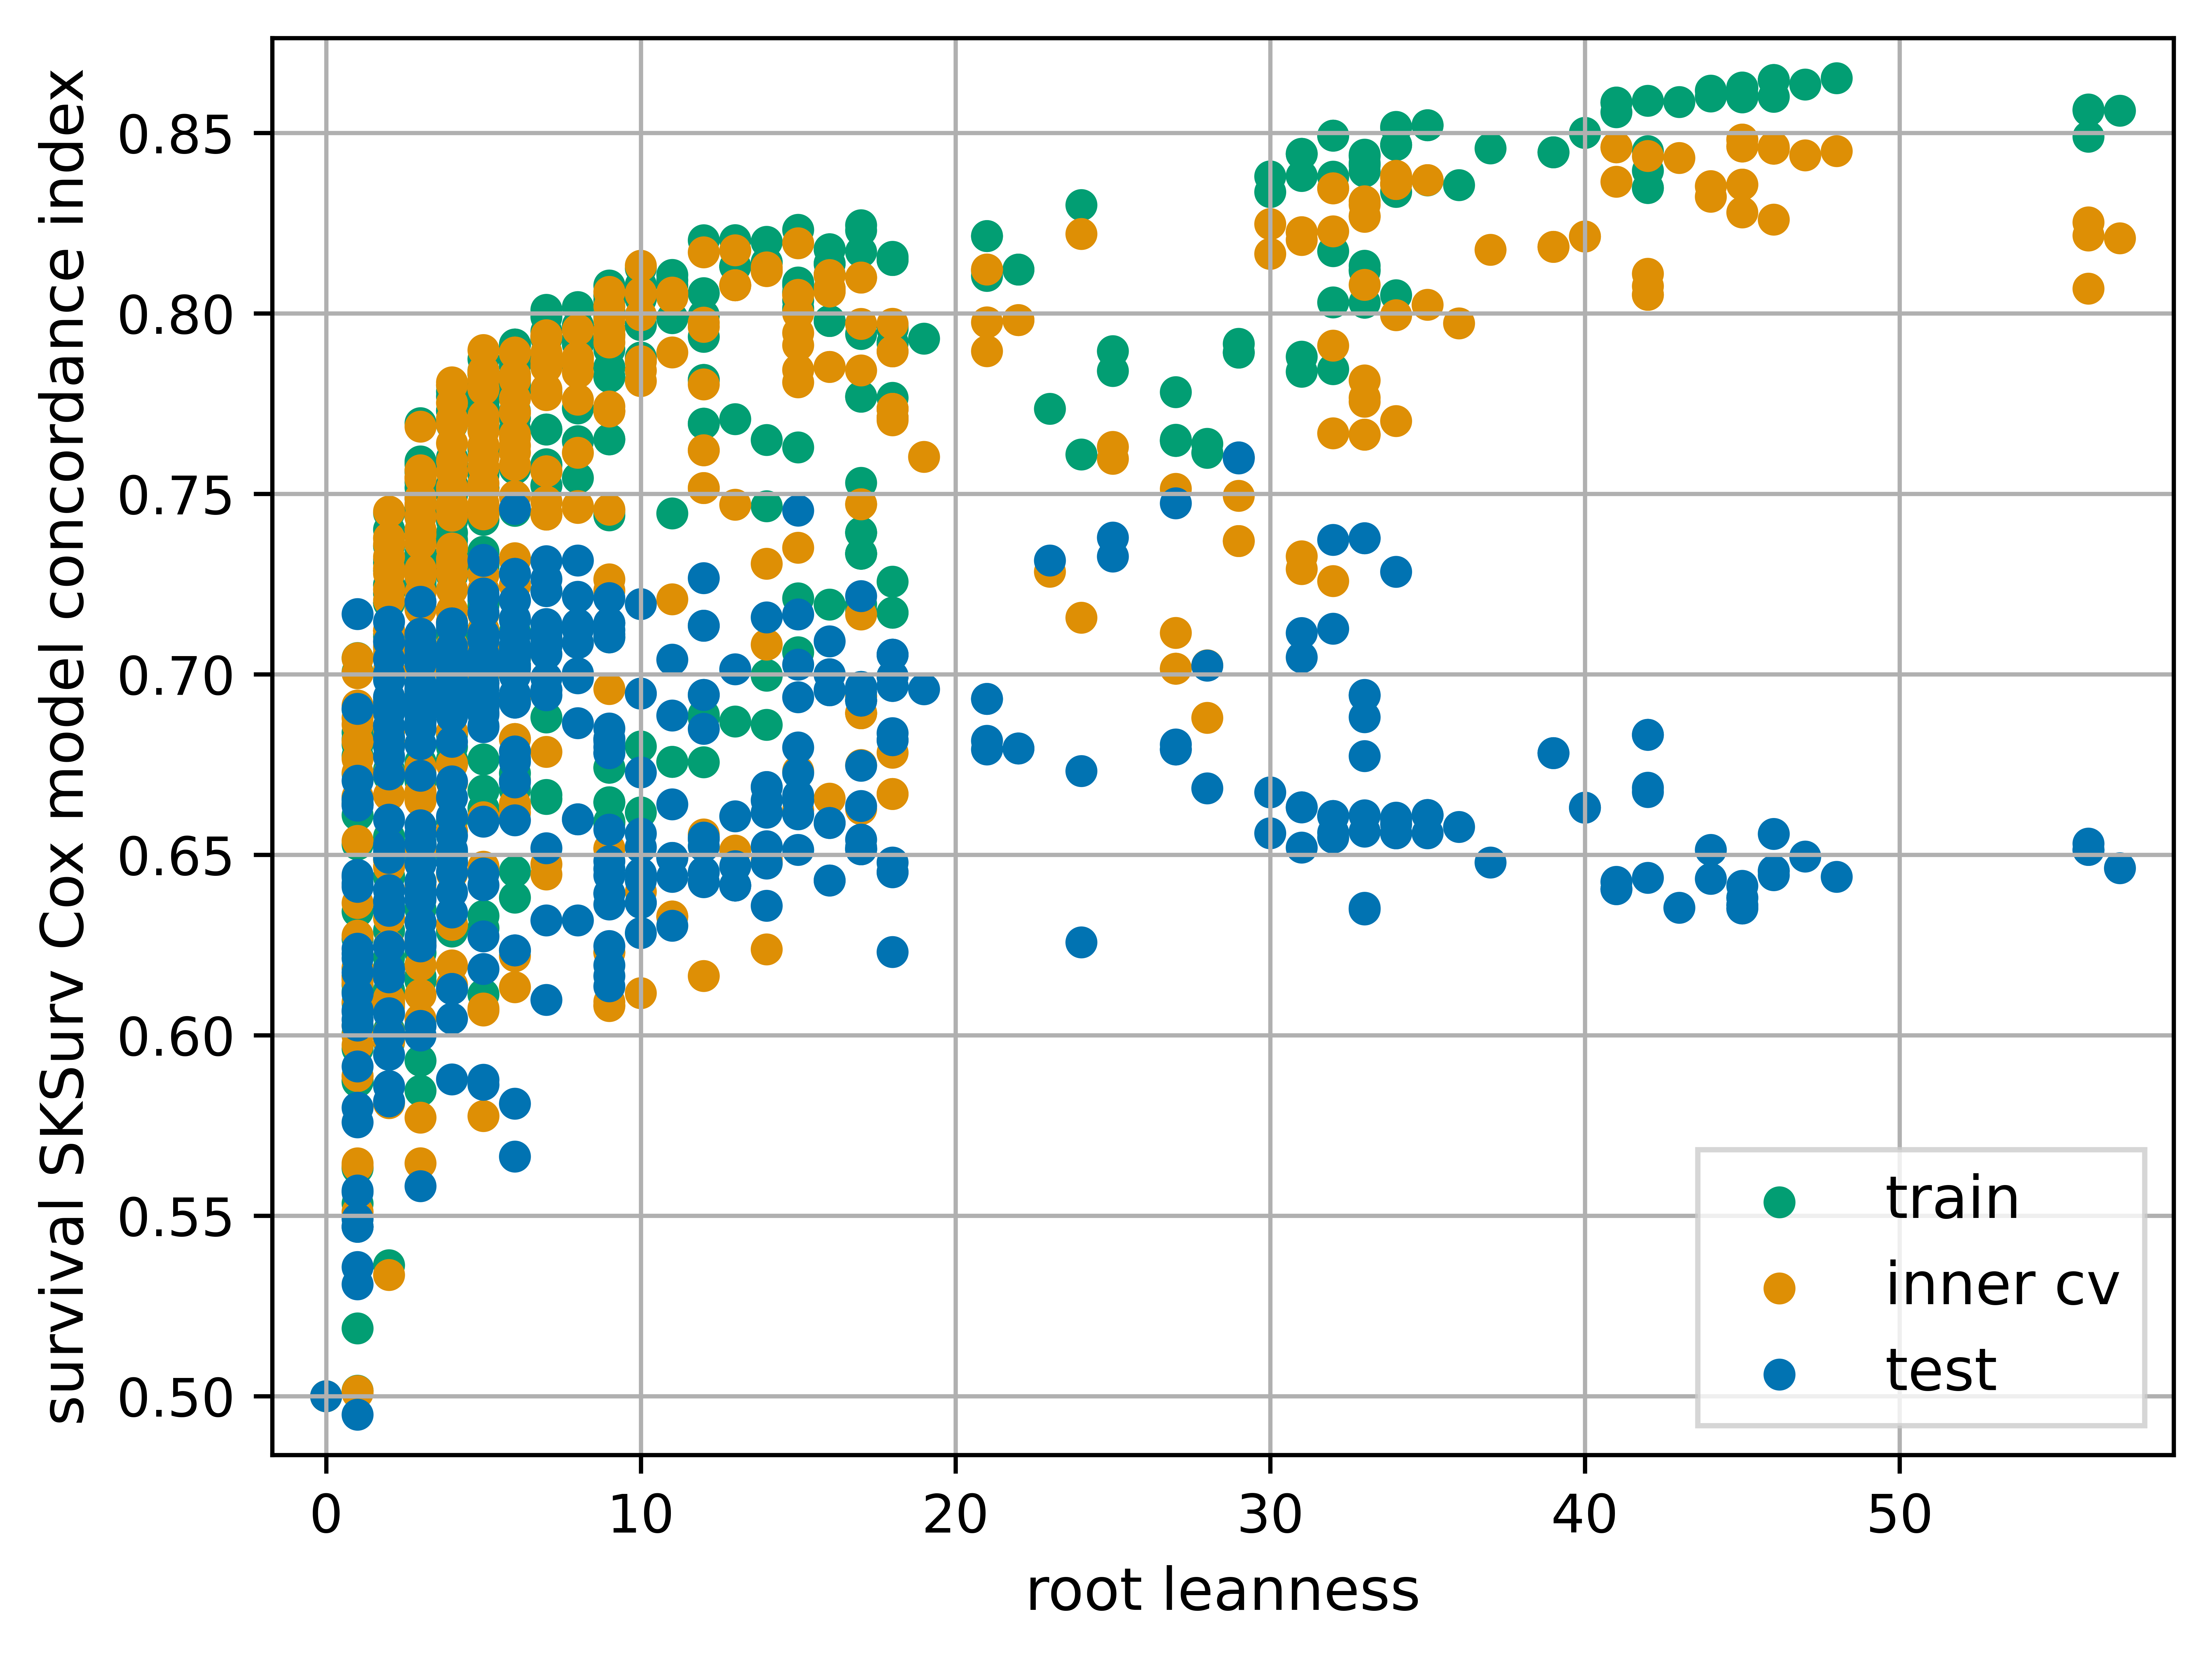 survival SKSurv Cox model concordance index
0.85
0.80
0.75
0.70
0.65
0.60
0.55
0.50
train
inner cv
test
0 10 20 30 40 50
root leanness